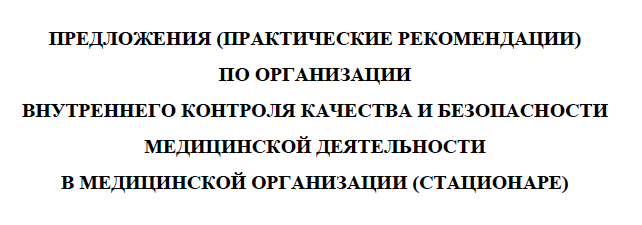 ПРЕДЛОЖЕНИЯ (ПРАКТИЧЕСКИЕ РЕКОМЕНДАЦИИ)
ПО ОРГАНИЗАЦИИ
ВНУТРЕННЕГО КОНТРОЛЯ КАЧЕСТВА И БЕЗОПАСНОСТИ
МЕДИЦИНСКОЙ ДЕЯТЕЛЬНОСТИ
В МЕДИЦИНСКОЙ ОРГАНИЗАЦИИ (СТАЦИОНАРЕ)